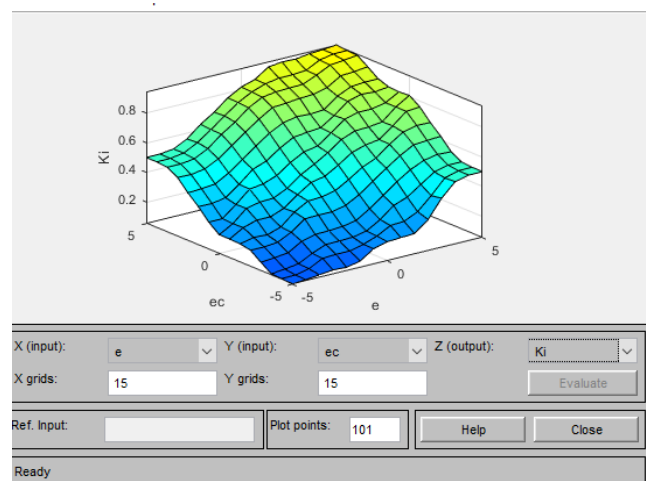 0.8
0.6
Ki
0.4
0.2
5
5
0
0
ec
-5 -5
e
X (input):
e
Y (input):
ec
Z (output):
Ki
X grids:
15
Y grids:
15
Evaluate
Ref. Input:
Plot points:
101
Help
Close
Ready